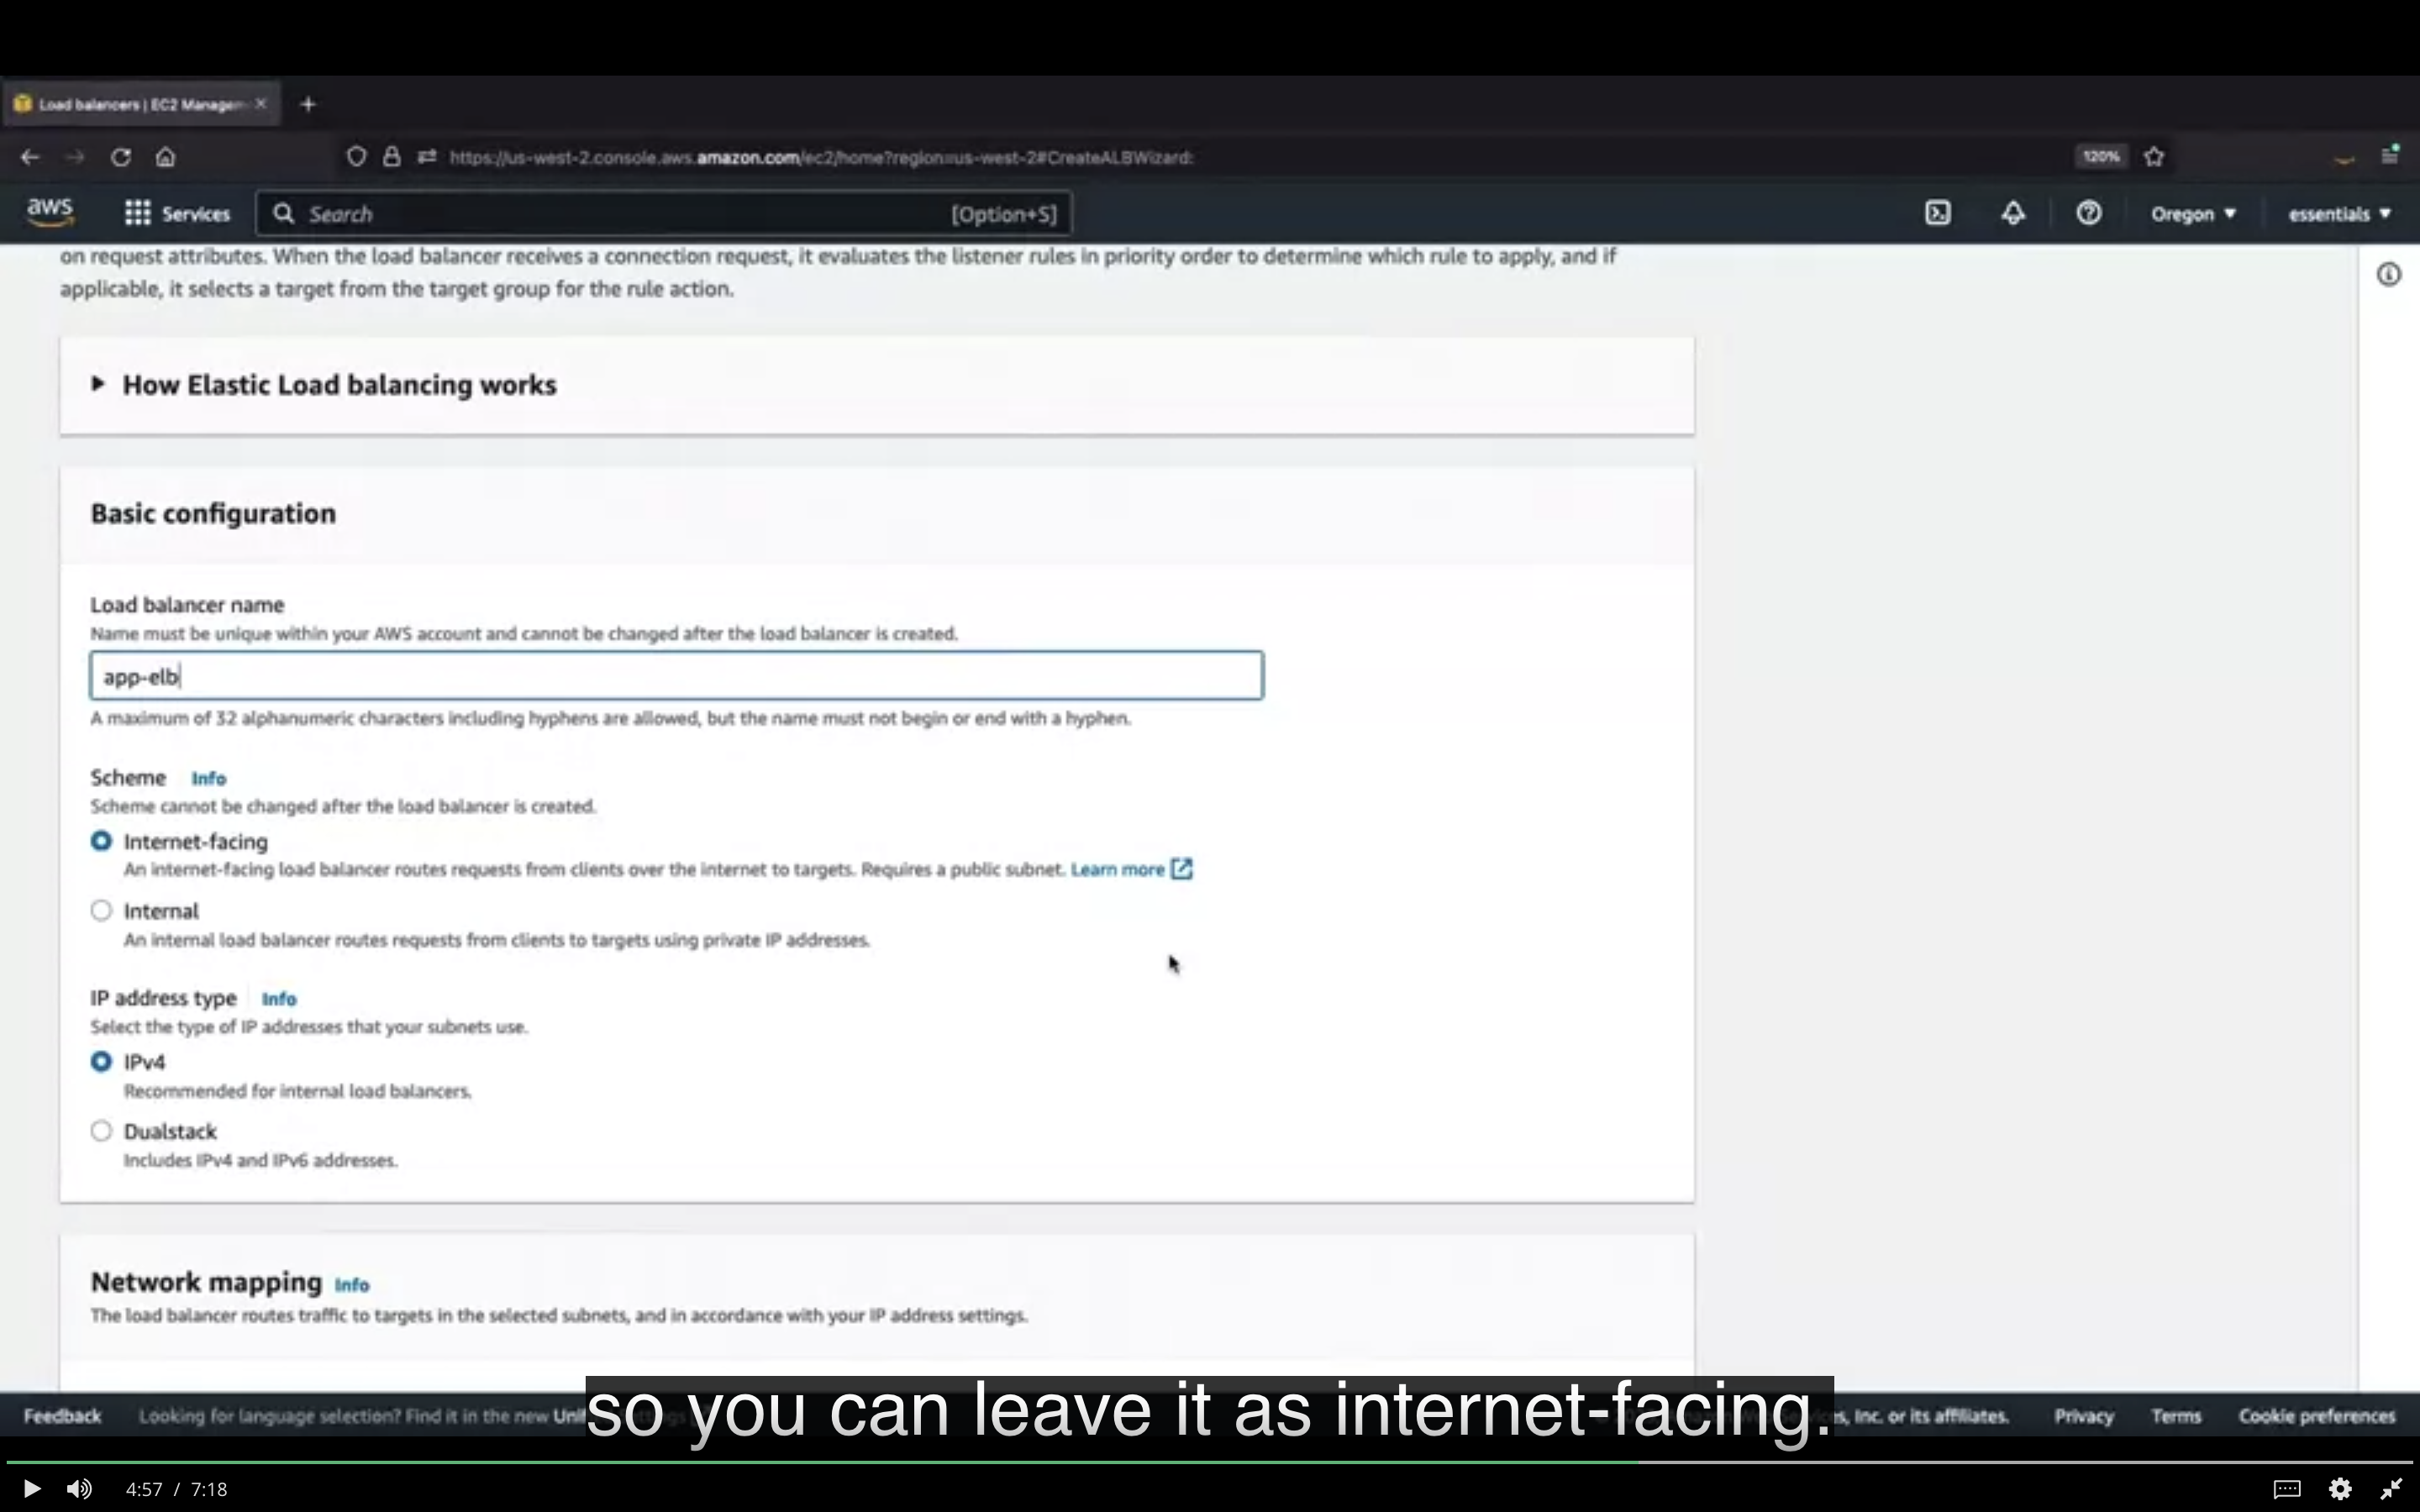 Load balancers | EC2 Managem
https://us-west-2.console.aws.amazon.com/ec2/home?region=us-west-2#CreateALBWizard:
120%
aws
Services
Search
[Option+S]
Oregon
essentials
on request attributes. When the load balancer receives a connection request, it evaluates the listener rules in priority order to determine which rule to apply, and if
applicable, it selects a target from the target group for the rule action.
How Elastic Load balancing works
Basic configuration
Load balancer name
Name must be unique within your AWS account and cannot be changed after the load balancer is created.
app-elb
A maximum of 32 alphanumeric characters including hyphens are allowed, but the name must not begin or end with a hyphen.
Scheme Info
Scheme cannot be changed after the load balancer is created.
Internet-facing
An internet-facing load balancer routes requests from clients over the internet to targets. Requires a public subnet. Learn more
Internal
An internal load balancer routes requests from clients to targets using private IP addresses.
IP address type Info
Select the type of IP addresses that your subnets use.
IPv4
Recommended for internal load balancers.
Dualstack
Includes IPv4 and IPv6 addresses.
Network mapping Info
The load balancer routes traffic to targets in the selected subnets, and in accordance with your IP address settings.
so you can leave it as internet-facing.
Feedback
Looking for language selection? Find it in the new
s, Inc. or its affiliates.
Privacy
Terms
Cookie preferences
4:57 / 7:18